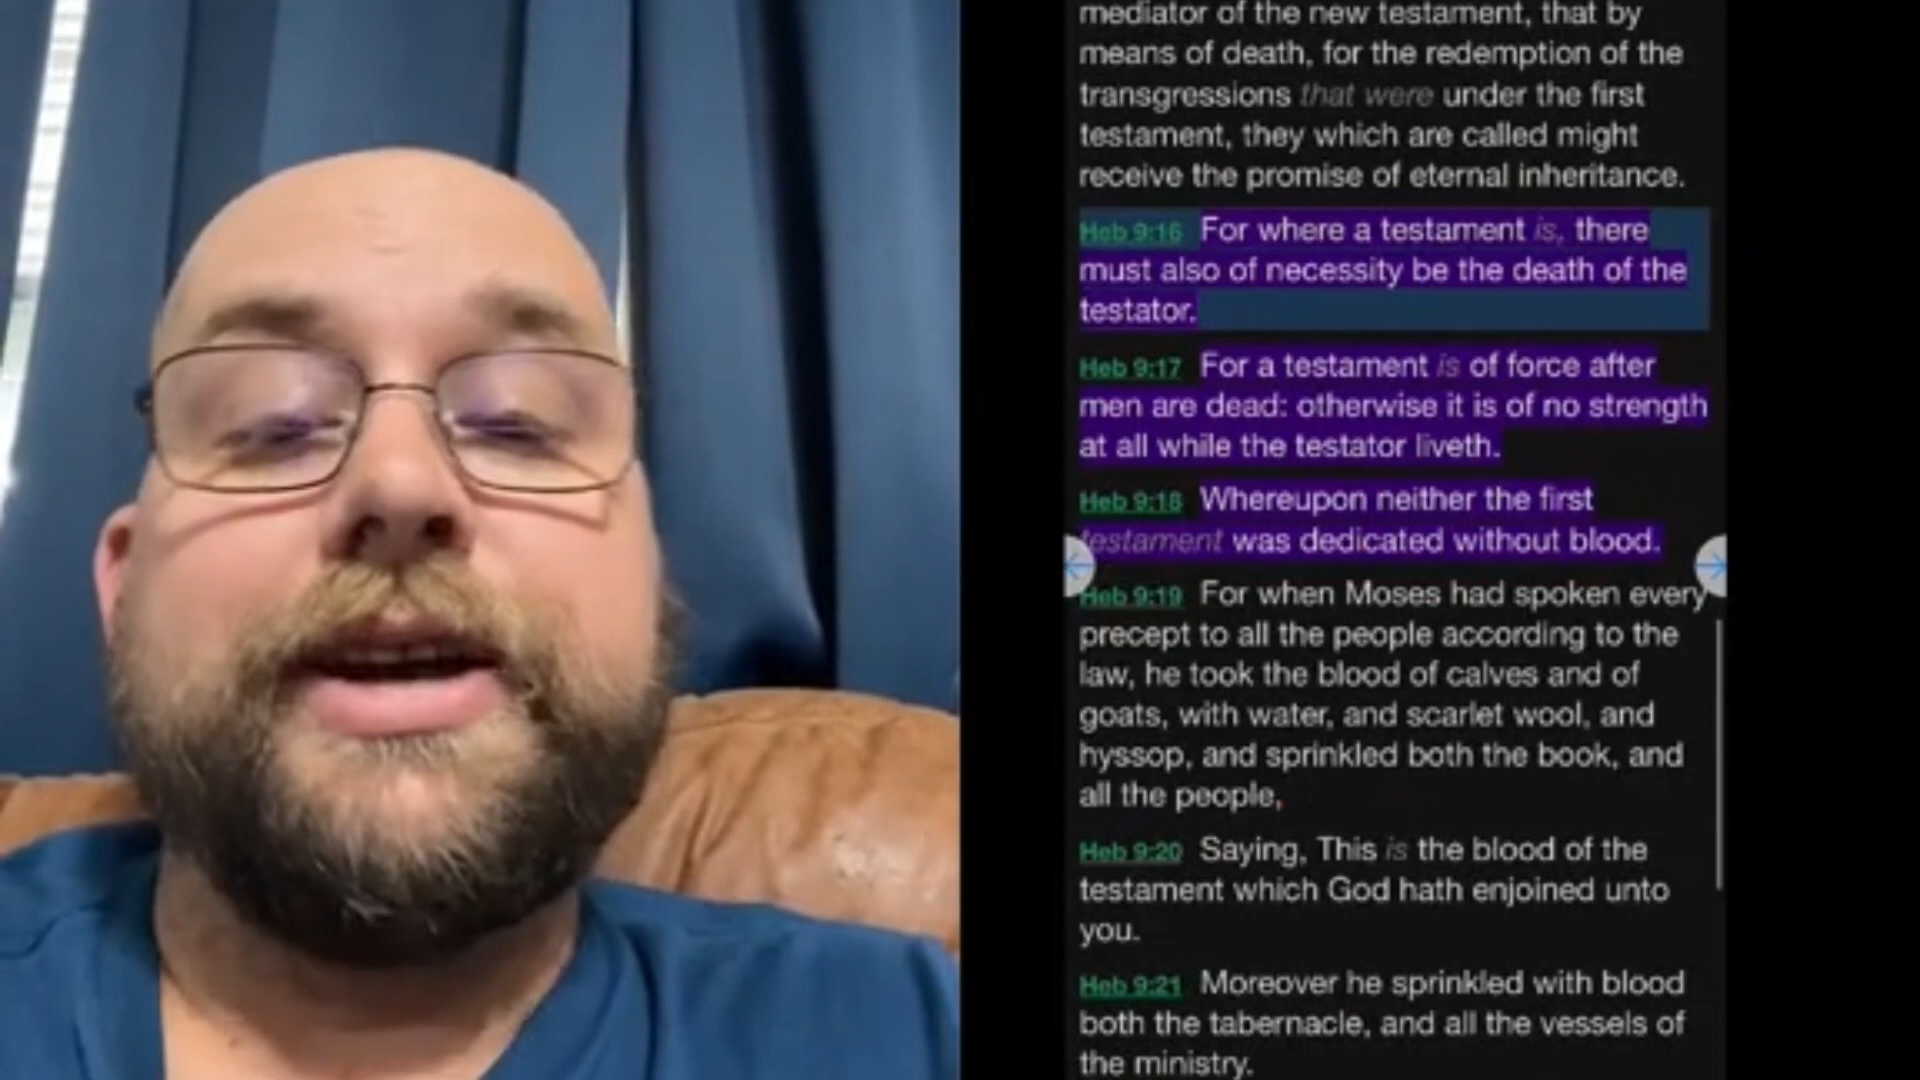 mediator of the new testament, that by
means of death, for the redemption of the
transgressions that were under the first
testament, they which are called might
receive the promise of eternal inheritance.
Heb 9:16 For where a testament is, there
must also of necessity be the death of the
testator.
Heb 9:17 For a testament is of force after
men are dead: otherwise it is of no strength
at all while the testator liveth.
Heb 9:18 Whereupon neither the first
testament was dedicated without blood.
Heb 9:19 For when Moses had spoken every
precept to all the people according to the
law, he took the blood of calves and of
goats, with water, and scarlet wool, and
hyssop, and sprinkled both the book, and
all the people,
Heb 9:20 Saying, This is the blood of the
testament which God hath enjoined unto
you.
Heb 9:21 Moreover he sprinkled with blood
both the tabernacle, and all the vessels of
the ministry.